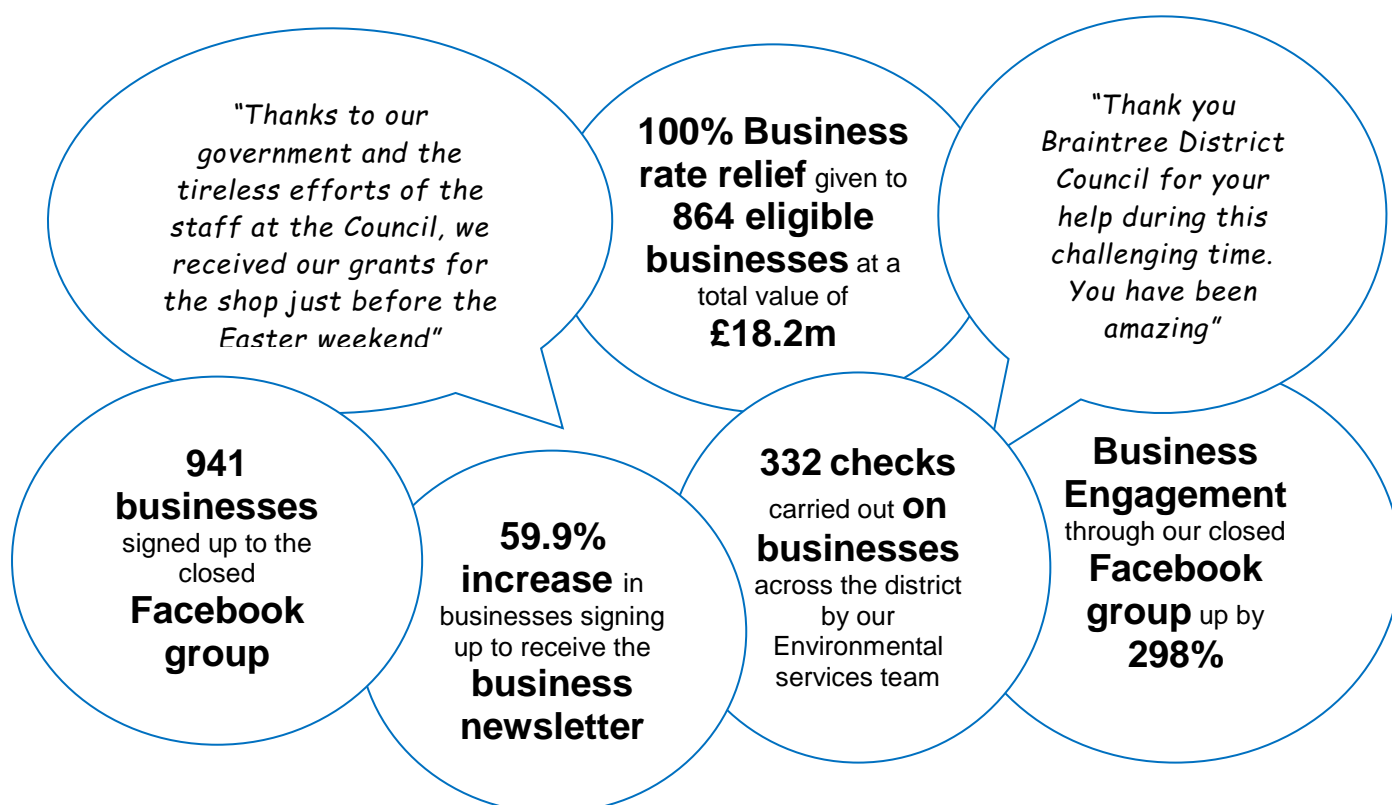 “Thanks to our
government and the
tireless efforts of the
staff at the Council, we
received our grants for
the shop just before the
Easter weekend”
100% Business
rate relief given to
864 eligible
businesses at a
total value of
£18.2m
“Thank you
Braintree District
Council for your
help during this
challenging time.
You have been
amazing”
941
businesses
signed up to the
closed
Facebook
group
59.9%
increase in
businesses signing
up to receive the
business
newsletter
332 checks
carried out on
businesses
across the district
by our
Environmental
services team
Business
Engagement
through our closed
Facebook
group up by
298%